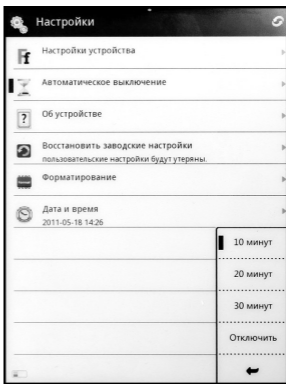 Настройки
Настройки устройства
Автоматическое выключение
Об устройстве
Восстановить заводские настройки
пользовательские настройки будут утеряны.
Форматирование
Дата и время
2011-05-18 14:26
10 минут
20 минут
30 минут
Отключить